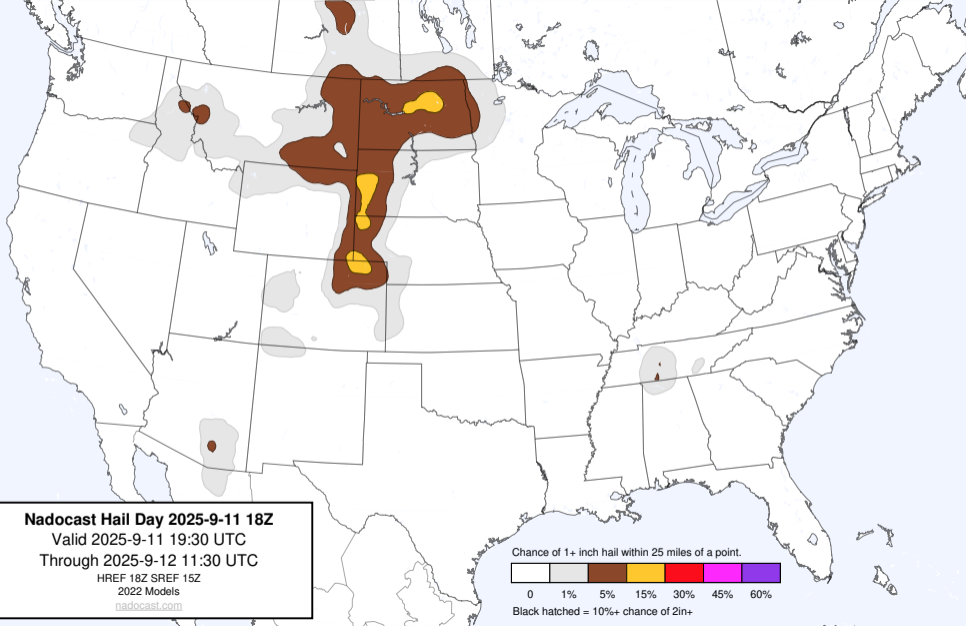 Nadocast Hail Day 2025-9-11 18Z
Valid 2025-9-11 19:30 UTC
Through 2025-9-12 11:30 UTC
HREF 18Z SREF 15Z
2022 Models
nadocast.com
Chance of 1+ inch hail within 25 miles of a point.
0 1% 5% 15% 30% 45% 60%
Black hatched = 10%+ chance of 2in+